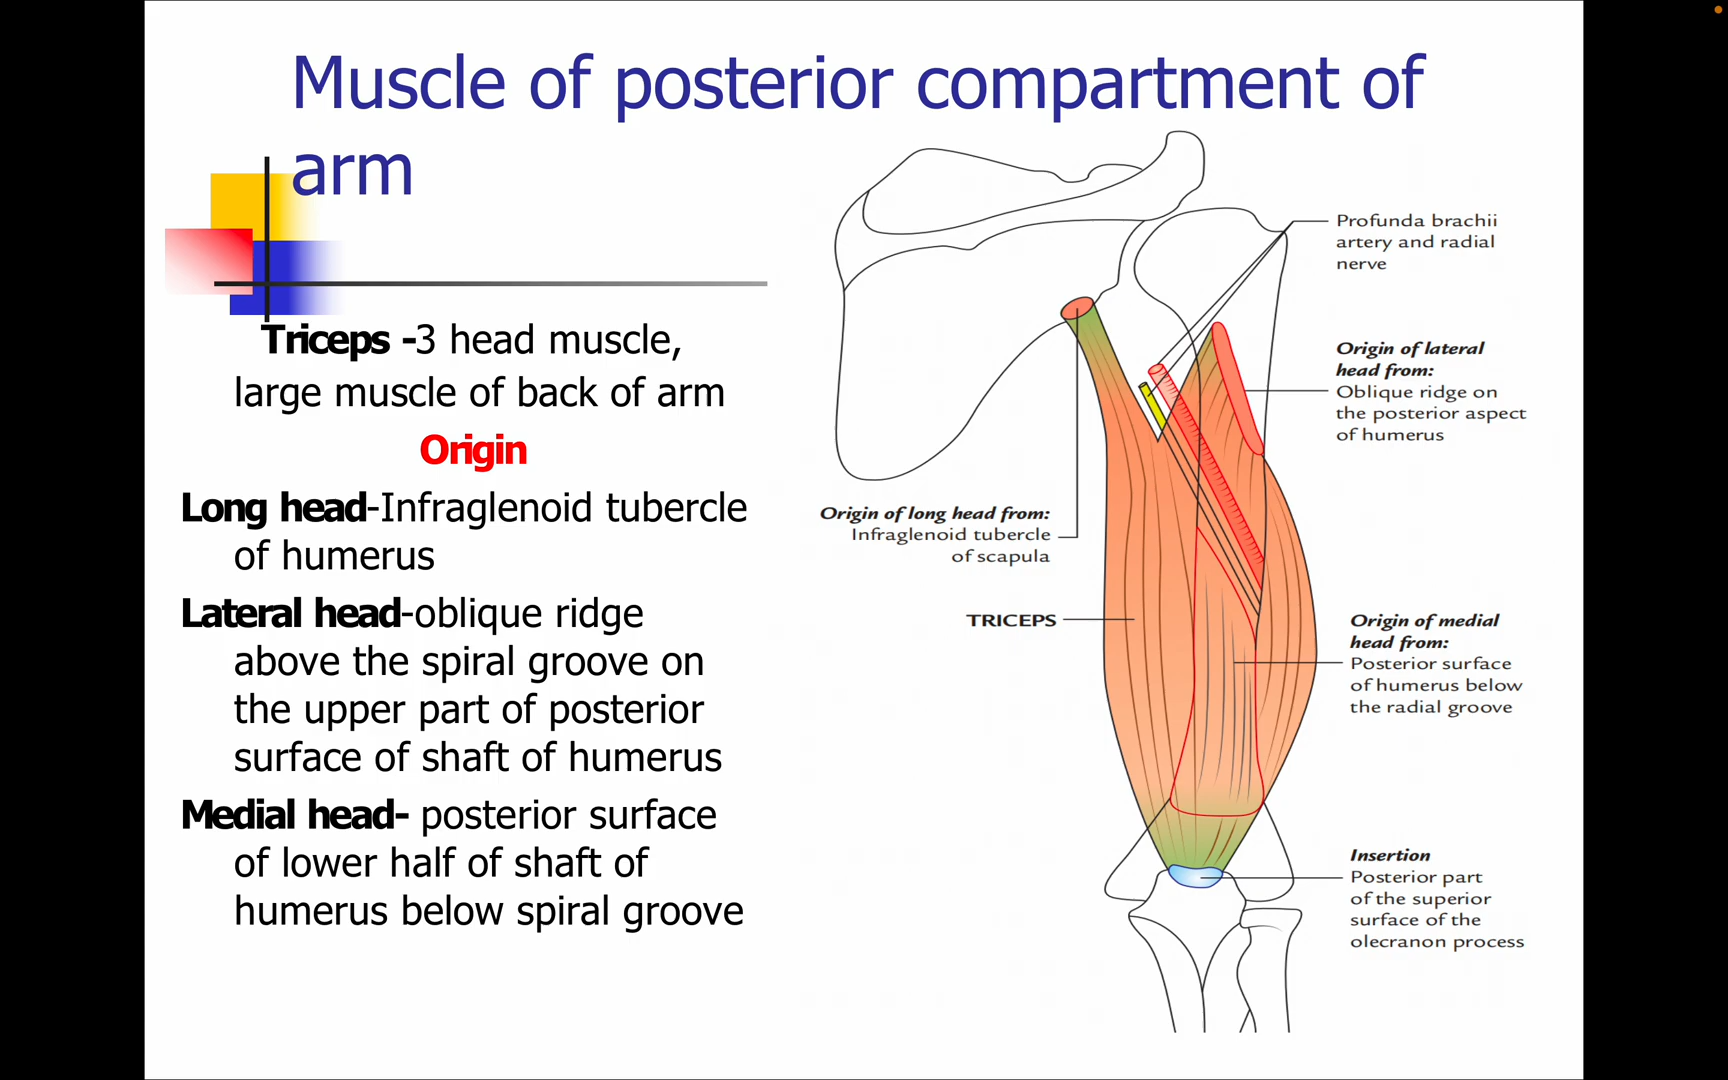 Muscle of posterior compartment of
arm
Triceps -3 head muscle,
large muscle of back of arm
Origin
Long head-Infraglenoid tubercle
of humerus
Lateral head-oblique ridge
above the spiral groove on
the upper part of posterior
surface of shaft of humerus
Medial head- posterior surface
of lower half of shaft of
humerus below spiral groove
Profunda brachii
artery and radial
nerve
Origin of lateral
head from:
Oblique ridge on
the posterior aspect
of humerus
Origin of long head from:
Infraglenoid tubercle
of scapula
TRICEPS
Origin of medial
head from:
Posterior surface
of humerus below
the radial groove
Insertion
Posterior part
of the superior
surface of the
olecranon process